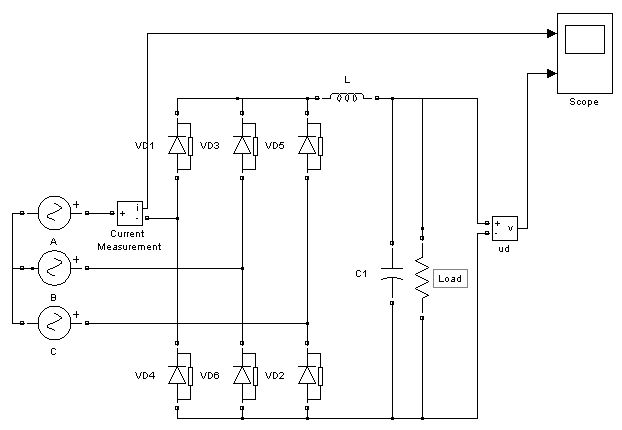 Scope
L
VD1
VD3
VD5
+
i
+
-
A
Current
Measurement
+
-
v
ud
+
B
C1
Load
+
C
VD4
VD6
VD2